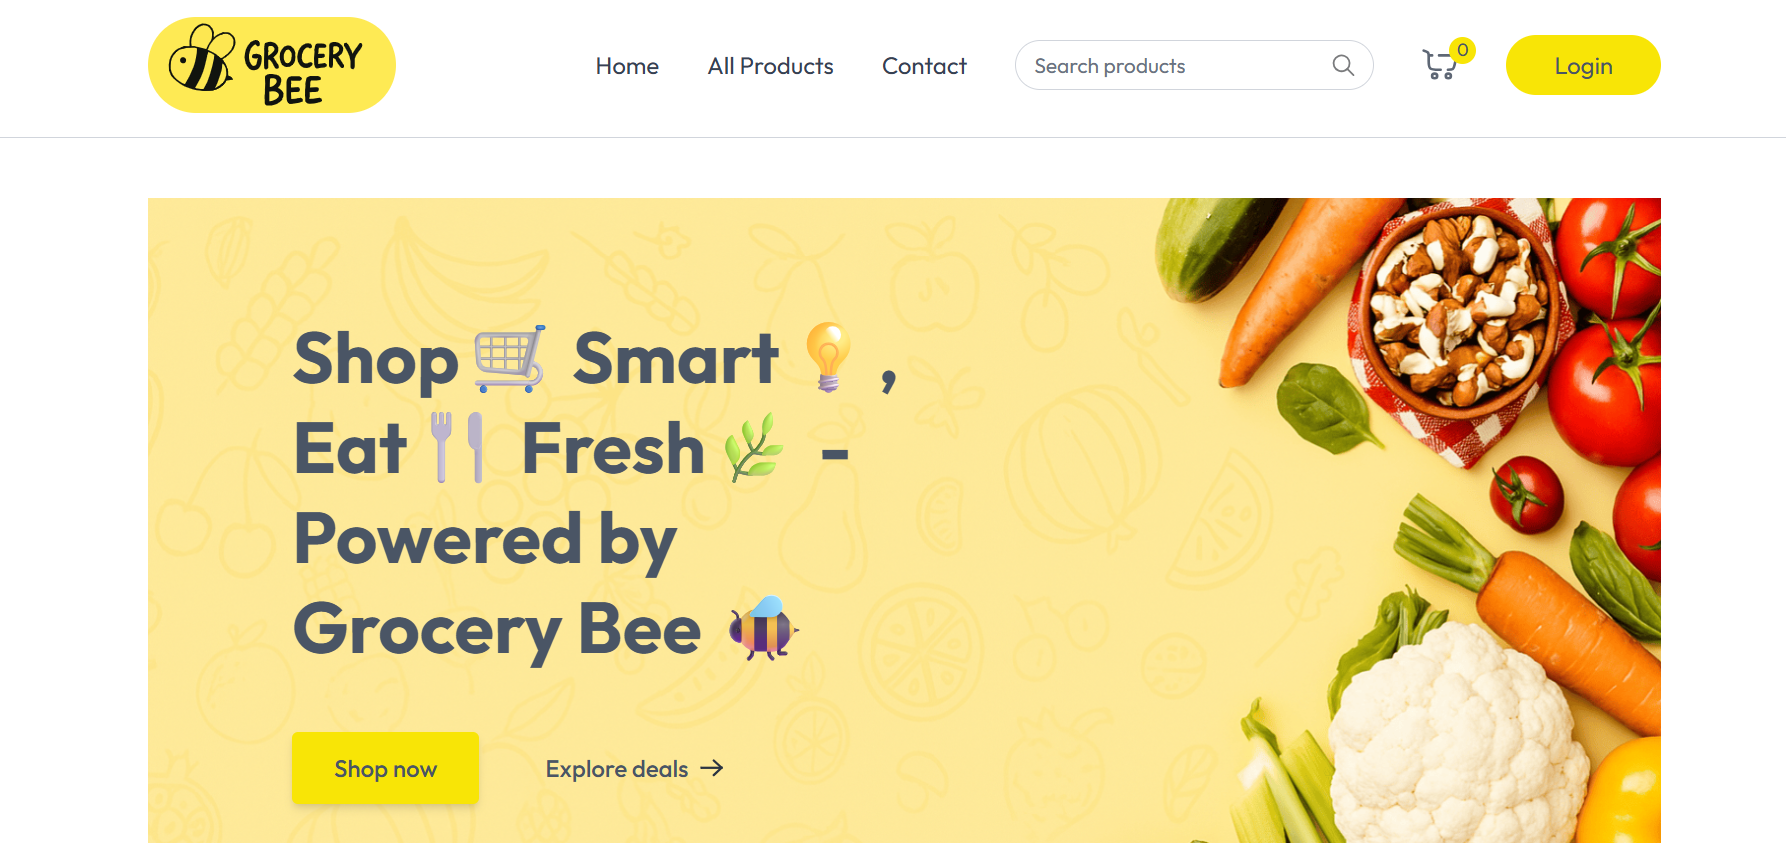 GROCERY
BEE
Home
All Products
Contact
Search products
0
Login
Shop🛒 Smart 💡,
Eat🍴 Fresh🌿 -
Powered by
Grocery Bee 🐝
Shop now
Explore deals →